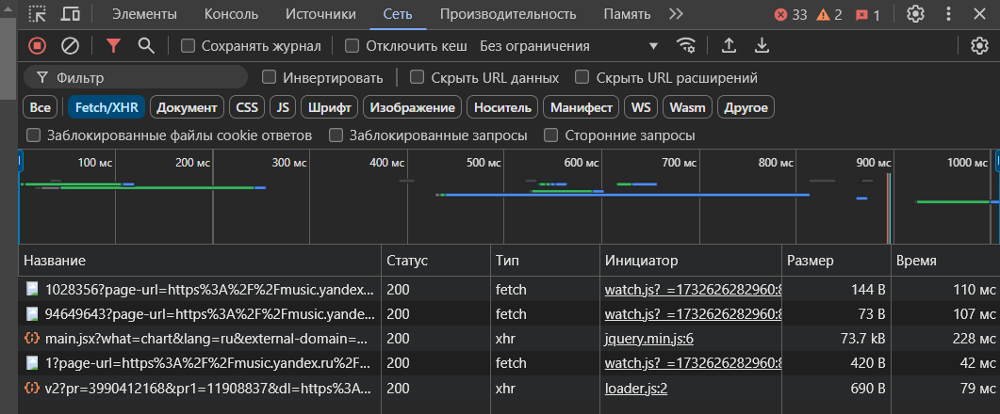 Элементы Консоль Источники Сеть Производительность Память 33 2 1
Сохранять журнал Отключить кеш Без ограничения
Фильтр Инвертировать Скрыть URL данных Скрыть URL расширений
Все Fetch/XHR Документ CSS JS Шрифт Изображение Носитель Манифест WS Wasm Другое
Заблокированные файлы cookie ответов Заблокированные запросы Сторонние запросы
100 мс 200 мс 300 мс 400 мс 500 мс 600 мс 700 мс 800 мс 900 мс 1000 мс
Название Статус Тип Инициатор Размер Время
1028356?page-url=https%3A%2F%2Fmusic.yandex... 200 fetch watch.js?_=1732626282960:8 144 B 110 мс
94649643?page-url=https%3A%2F%2Fmusic.yande... 200 fetch watch.js?_=1732626282960:8 73 B 107 мс
main.jsx?what=chart&lang=ru&external-domain=... 200 xhr jquery.min.js:6 73.7 kB 228 мс
1?page-url=https%3A%2F%2Fmusic.yandex.ru%2F... 200 fetch watch.js?_=1732626282960:8 420 B 42 мс
v2?pr=3990412168&pr1=11908837&dl=https%3A... 200 xhr loader.js:2 690 B 79 мс